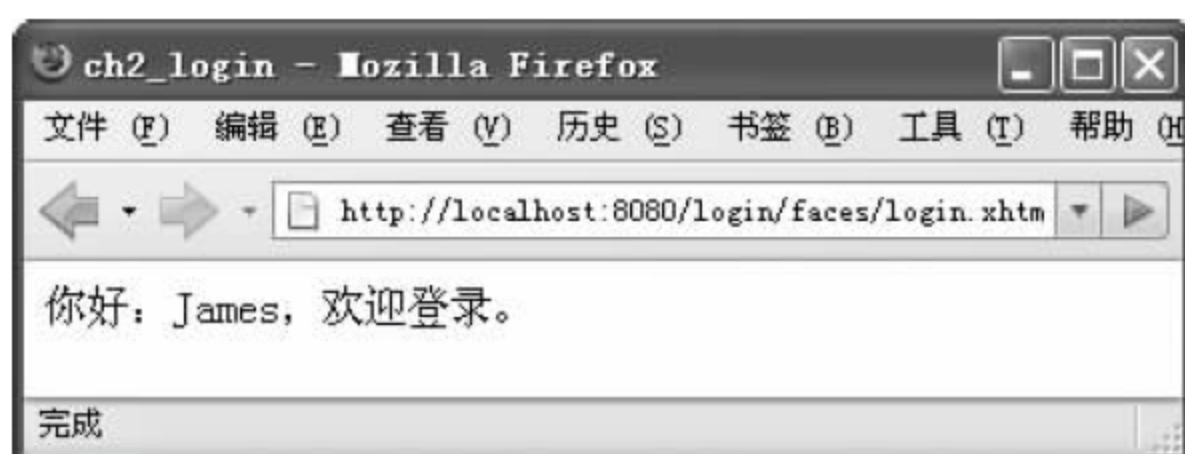 ch2_login - Mozilla Firefox
文件 (F) 编辑 (E) 查看 (V) 历史 (S) 书签 (B) 工具 (T) 帮助 (H
http://localhost:8080/login/faces/login.xhtm
你好：James，欢迎登录。
完成